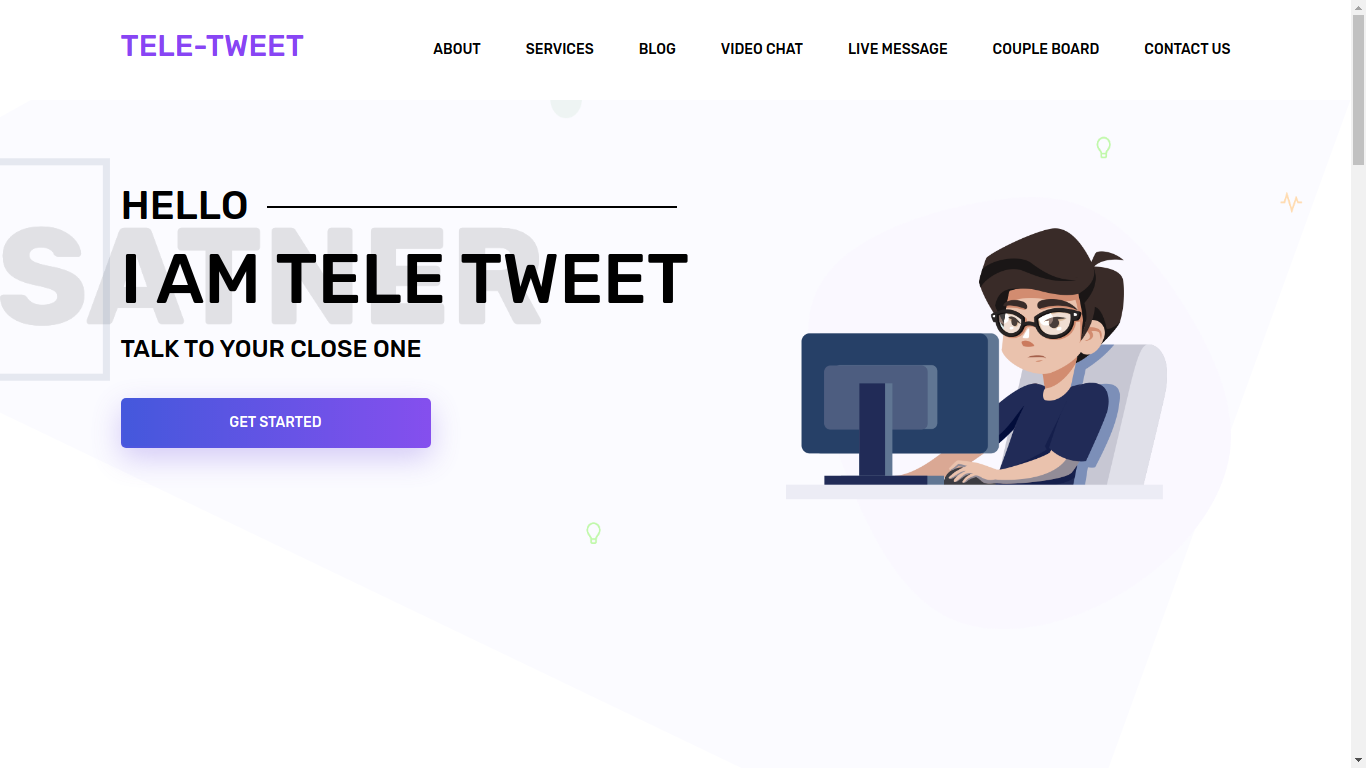 TELE-TWEET
ABOUT SERVICES BLOG VIDEO CHAT LIVE MESSAGE COUPLE BOARD CONTACT US
HELLO
SATNER
I AM TELE TWEET
TALK TO YOUR CLOSE ONE
GET STARTED